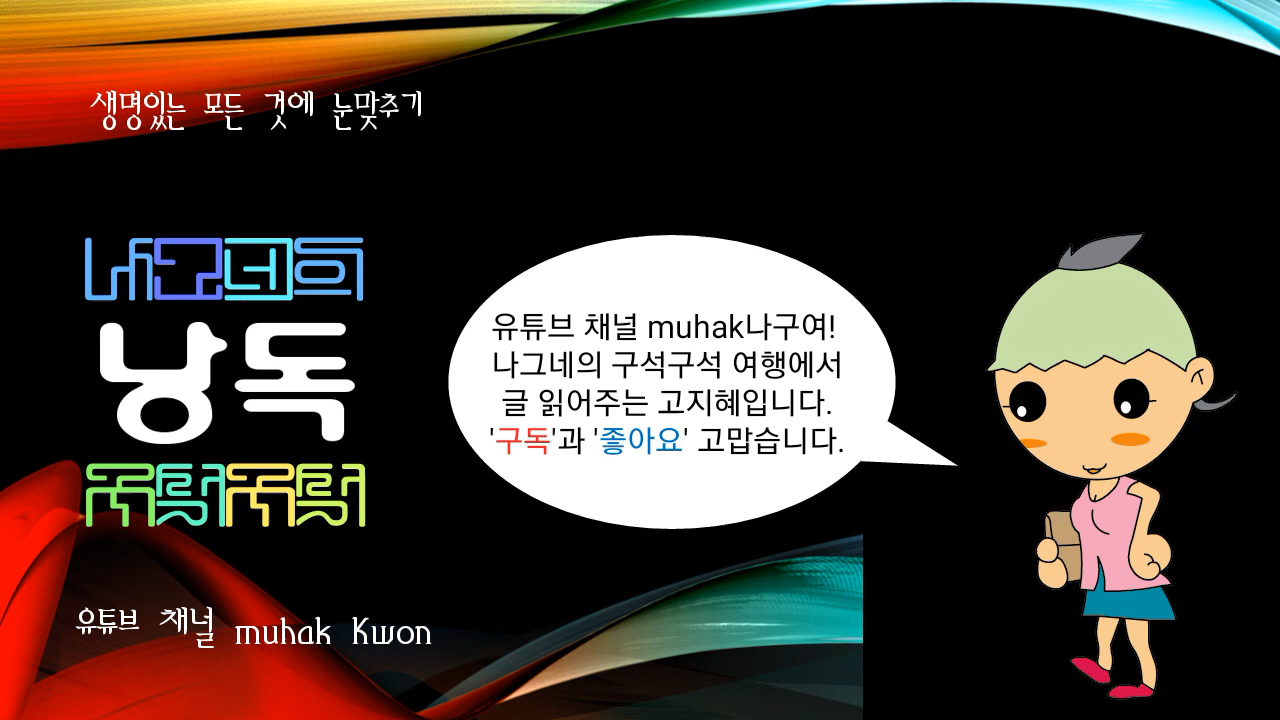 생명있는 모든 것에 눈맞추기
나그네의
낭독
구석구석
유튜브 채널 muhak나구여!
나그네의 구석구석 여행에서
글 읽어주는 고지혜입니다.
'구독'과 '좋아요' 고맙습니다.
유튜브 채널 muhak Kwon